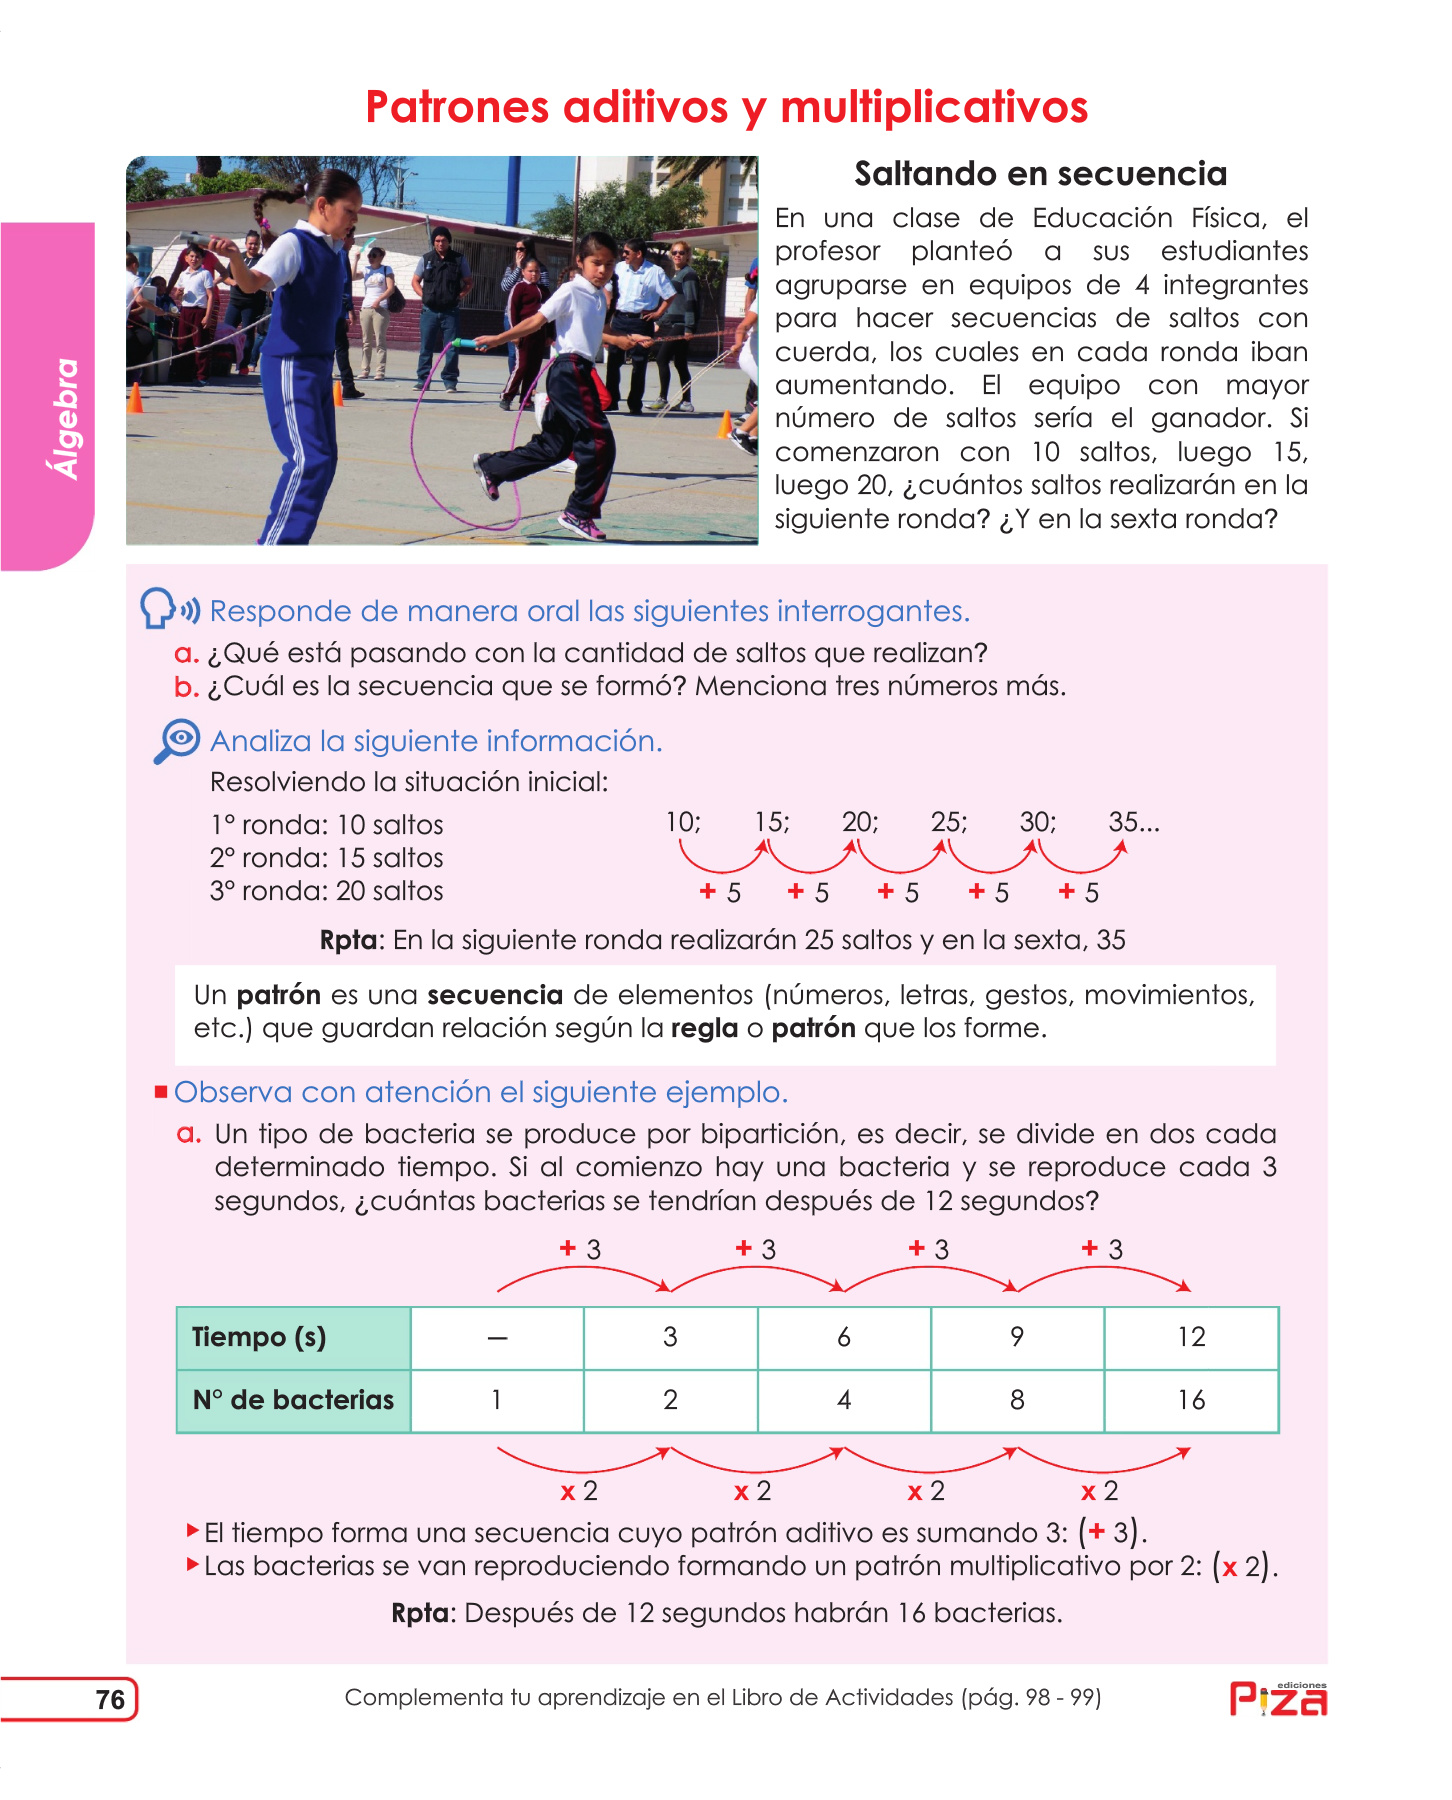 Patrones aditivos y multiplicativos
Álgebra
Saltando en secuencia
En una clase de Educación Física, el
profesor planteó a sus estudiantes
agruparse en equipos de 4 integrantes
para hacer secuencias de saltos con
cuerda, los cuales en cada ronda iban
aumentando. El equipo con mayor
número de saltos sería el ganador. Si
comenzaron con 10 saltos, luego 15,
luego 20, ¿cuántos saltos realizarán en la
siguiente ronda? ¿Y en la sexta ronda?
Responde de manera oral las siguientes interrogantes.
a. ¿Qué está pasando con la cantidad de saltos que realizan?
b. ¿Cuál es la secuencia que se formó? Menciona tres números más.
Analiza la siguiente información.
Resolviendo la situación inicial:
1° ronda: 10 saltos
2° ronda: 15 saltos
3° ronda: 20 saltos
10; 15; 20; 25; 30; 35...
+ 5 + 5 + 5 + 5 + 5
Rpta: En la siguiente ronda realizarán 25 saltos y en la sexta, 35
Un patrón es una secuencia de elementos (números, letras, gestos, movimientos,
etc.) que guardan relación según la regla o patrón que los forme.
Observa con atención el siguiente ejemplo.
a. Un tipo de bacteria se produce por bipartición, es decir, se divide en dos cada
determinado tiempo. Si al comienzo hay una bacteria y se reproduce cada 3
segundos, ¿cuántas bacterias se tendrían después de 12 segundos?
+ 3 + 3 + 3 + 3
Tiempo (s) — 3 6 9 12
N° de bacterias 1 2 4 8 16
x 2 x 2 x 2 x 2
El tiempo forma una secuencia cuyo patrón aditivo es sumando 3: (+ 3).
Las bacterias se van reproduciendo formando un patrón multiplicativo por 2: (x 2).
Rpta: Después de 12 segundos habrán 16 bacterias.
76
Complementa tu aprendizaje en el Libro de Actividades (pág. 98 - 99)
ediciones
Piza